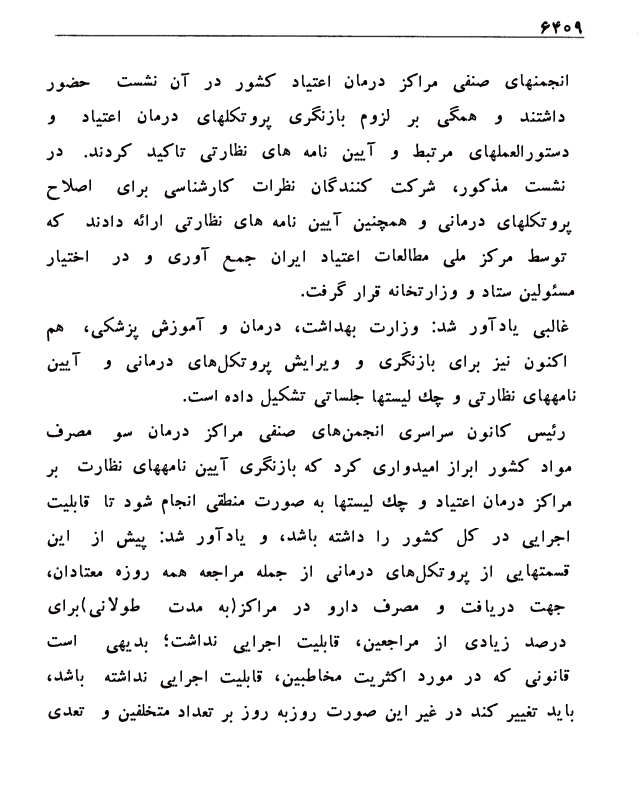 ۶۴۰۹
انجمنهای صنفی مراکز درمان اعتیاد کشور در آن نشست حضور
داشتند و همگی بر لزوم بازنگری پروتکلهای درمان اعتیاد و
دستورالعملهای مرتبط و آیین نامه های نظارتی تاکید کردند. در
نشست مذکور، شرکت کنندگان نظرات کارشناسی برای اصلاح
پروتکلهای درمانی و همچنین آیین نامه های نظارتی ارائه دادند که
توسط مرکز ملی مطالعات اعتیاد ایران جمع آوری و در اختیار
مسئولین ستاد و وزارتخانه قرار گرفت.
غالبی یادآور شد: وزارت بهداشت، درمان و آموزش پزشکی، هم
اکنون نیز برای بازنگری و ویرایش پروتکل‌های درمانی و آیین
نامههای نظارتی و چك لیستها جلساتی تشکیل داده است.
رئیس کانون سراسری انجمن‌های صنفی مراکز درمان سو مصرف
مواد کشور ابراز امیدواری کرد که بازنگری آیین نامههای نظارت بر
مراکز درمان اعتیاد و چك لیستها به صورت منطقی انجام شود تا قابلیت
اجرایی در کل کشور را داشته باشد، و یادآور شد: پیش از این
قسمتهایی از پروتکل‌های درمانی از جمله مراجعه همه روزه معتادان،
جهت دریافت و مصرف دارو در مراکز(به مدت طولانی)برای
درصد زیادی از مراجعین، قابلیت اجرایی نداشت؛ بدیهی است
قانونی که در مورد اکثریت مخاطبین، قابلیت اجرایی نداشته باشد،
باید تغییر کند در غیر این صورت روزبه روز بر تعداد متخلفین و تعدی